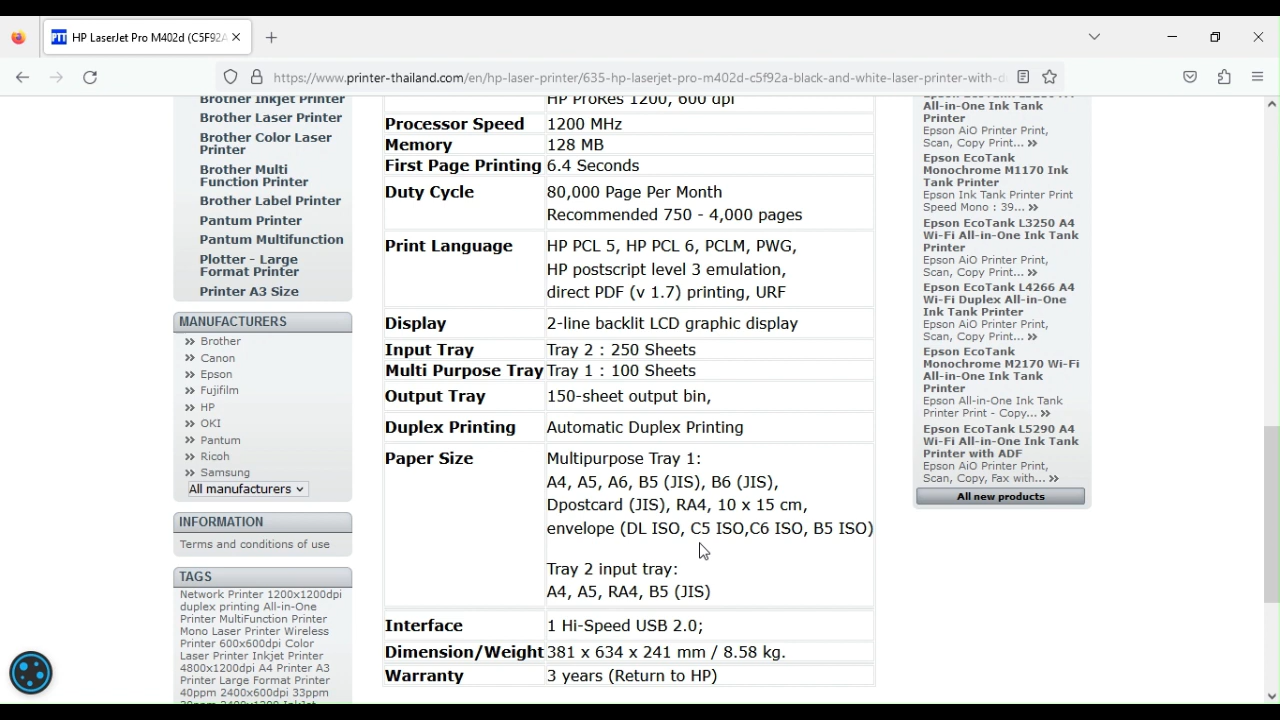 HP LaserJet Pro M402d (C5F92A
https://www.printer-thailand.com/en/hp-laser-printer/635-hp-laserjet-pro-m402d-c5f92a-black-and-white-laser-printer-with-d
Brother Inkjet Printer
Brother Laser Printer
Brother Color Laser
Printer
Brother Multi
Function Printer
Brother Label Printer
Pantum Printer
Pantum Multifunction
Plotter - Large
Format Printer
Printer A3 Size
MANUFACTURERS
>> Brother
>> Canon
>> Epson
>> Fujifilm
>> HP
>> OKI
>> Pantum
>> Ricoh
>> Samsung
All manufacturers
INFORMATION
Terms and conditions of use
TAGS
Network Printer 1200x1200dpi
duplex printing All-in-One
Printer MultiFunction Printer
Mono Laser Printer Wireless
Printer 600x600dpi Color
Laser Printer Inkjet Printer
4800x1200dpi A4 Printer A3
Printer Large Format Printer
40ppm 2400x600dpi 33ppm
HP ProRes 1200, 600 dpi
Processor Speed 1200 MHz
Memory 128 MB
First Page Printing 6.4 Seconds
Duty Cycle 80,000 Page Per Month
Recommended 750 - 4,000 pages
Print Language HP PCL 5, HP PCL 6, PCLM, PWG,
HP postscript level 3 emulation,
direct PDF (v 1.7) printing, URF
Display 2-line backlit LCD graphic display
Input Tray Tray 2 : 250 Sheets
Multi Purpose Tray Tray 1 : 100 Sheets
Output Tray 150-sheet output bin,
Duplex Printing Automatic Duplex Printing
Paper Size Multipurpose Tray 1:
A4, A5, A6, B5 (JIS), B6 (JIS),
Dpostcard (JIS), RA4, 10 x 15 cm,
envelope (DL ISO, C5 ISO,C6 ISO, B5 ISO)
Tray 2 input tray:
A4, A5, RA4, B5 (JIS)
Interface 1 Hi-Speed USB 2.0;
Dimension/Weight 381 x 634 x 241 mm / 8.58 kg.
Warranty 3 years (Return to HP)
All-in-One Ink Tank
Printer
Epson AiO Printer Print,
Scan, Copy Print... >>
Epson EcoTank
Monochrome M1170 Ink
Tank Printer
Epson Ink Tank Printer Print
Speed Mono : 39... >>
Epson EcoTank L3250 A4
Wi-Fi All-in-One Ink Tank
Printer
Epson AiO Printer Print,
Scan, Copy Print... >>
Epson EcoTank L4266 A4
Wi-Fi Duplex All-in-One
Ink Tank Printer
Epson AiO Printer Print,
Scan, Copy Print... >>
Epson EcoTank
Monochrome M2170 Wi-Fi
All-in-One Ink Tank
Printer
Epson All-in-One Ink Tank
Printer Print - Copy... >>
Epson EcoTank L5290 A4
Wi-Fi All-in-One Ink Tank
Printer with ADF
Epson AiO Printer Print,
Scan, Copy, Fax with... >>
All new products